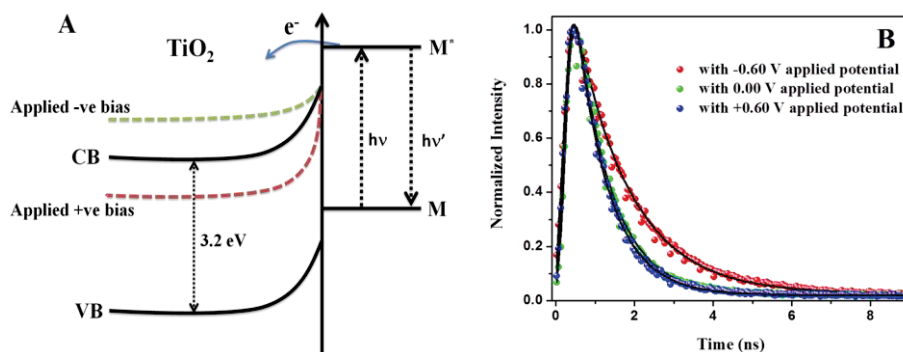 A
TiO₂
e⁻
M*
Applied -ve bias
CB
hν
hν′
Applied +ve bias
M
3.2 eV
VB
B
with -0.60 V applied potential
with 0.00 V applied potential
with +0.60 V applied potential
Normalized Intensity
1.0
0.8
0.6
0.4
0.2
0.0
0 2 4 6 8
Time (ns)